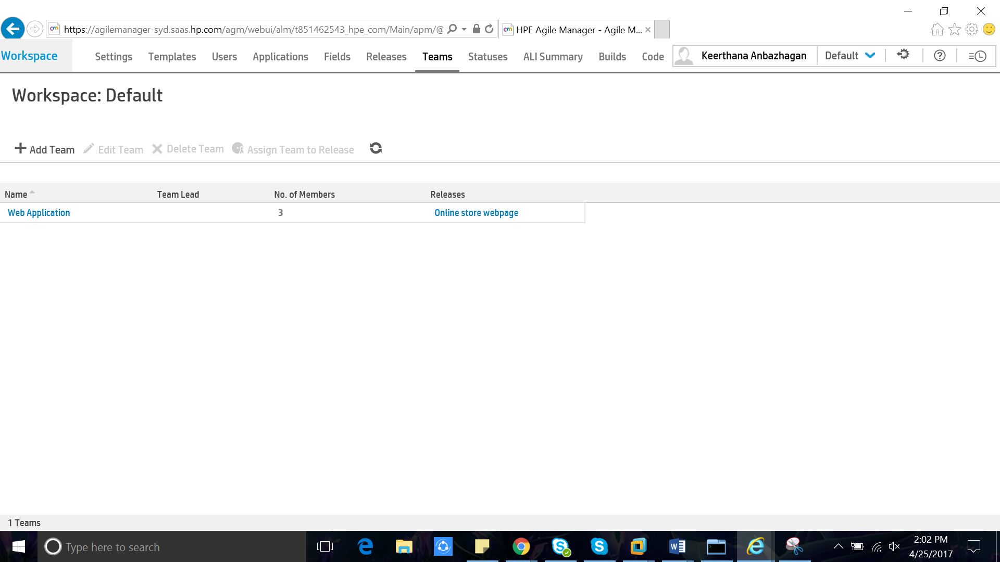 https://agilemanager-syd.saas.hp.com/agm/webui/alm/t851462543_hpe_com/Main/apm/@
HPE Agile Manager - Agile M...
Workspace Settings Templates Users Applications Fields Releases Teams Statuses ALI Summary Builds Code Keerthana Anbazhagan Default
Workspace: Default
Add Team Edit Team Delete Team Assign Team to Release
Name Team Lead No. of Members Releases
Web Application 3 Online store webpage
1 Teams
Type here to search
2:02 PM
4/25/2017